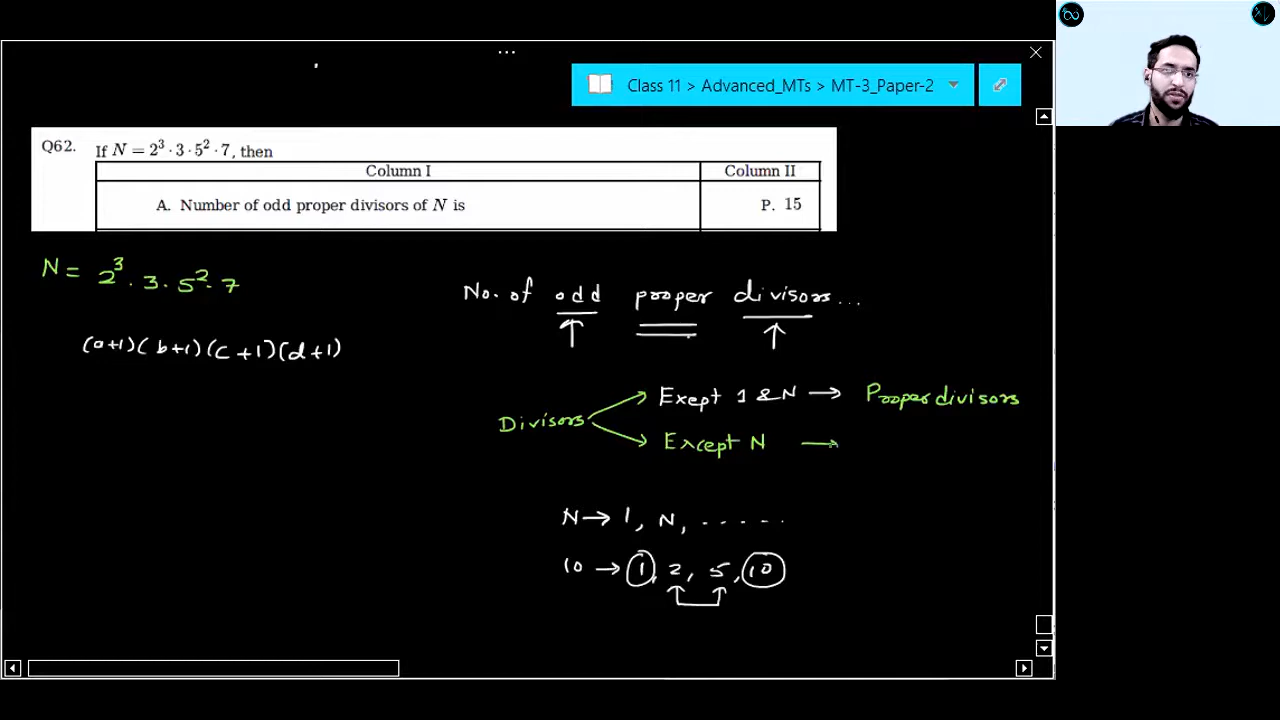 ...
Class 11 > Advanced_MTs > MT-3_Paper-2
Q62. If N = 2³ · 3 · 5² · 7, then
Column I Column II
A. Number of odd proper divisors of N is P. 15
N = 2³ . 3 . 5² . 7
(a+1)(b+1)(c+1)(d+1)
No. of odd proper divisors...
Divisors
Exept 1 & N → Proper divisors
Except N →
N → 1, N, ......
10 → 1, 2, 5, 10